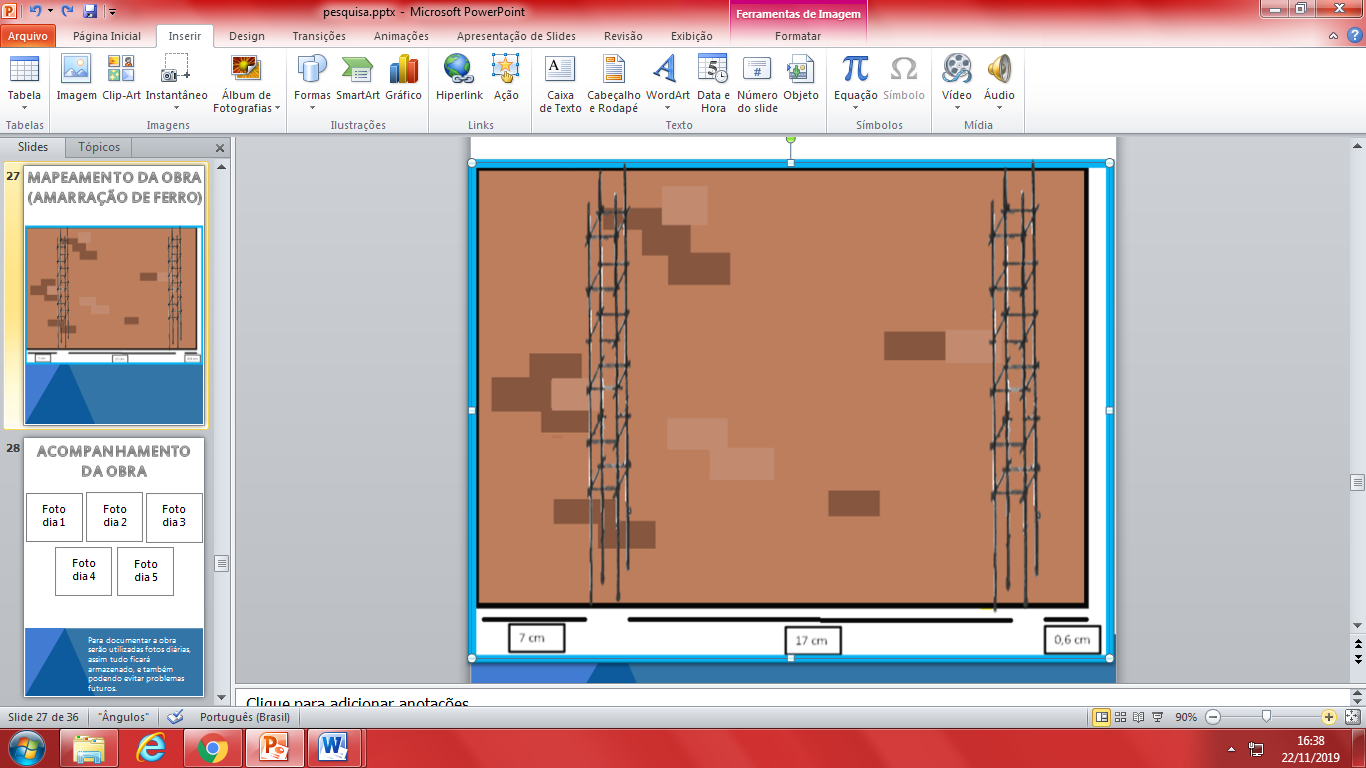 pesquisa.pptx - Microsoft PowerPoint
Ferramentas de Imagem
Arquivo
Página Inicial
Inserir
Design
Transições
Animações
Apresentação de Slides
Revisão
Exibição
Formatar
Tabela
Imagem
Clip-Art
Instantâneo
Álbum de
Fotografias
Formas
SmartArt
Gráfico
Hiperlink
Ação
Caixa
de Texto
Cabeçalho
e Rodapé
WordArt
Data e
Hora
Número
do slide
Objeto
Equação
Símbolo
Vídeo
Áudio
Tabelas
Imagens
Ilustrações
Links
Texto
Símbolos
Mídia
Slides
Tópicos
27
MAPEAMENTO DA OBRA
(AMARRAÇÃO DE FERRO)
28
ACOMPANHAMENTO
DA OBRA
Foto
dia 1
Foto
dia 2
Foto
dia 3
Foto
dia 4
Foto
dia 5
Para documentar a obra
serão utilizadas fotos diárias,
assim tudo ficará
armazenado, e também
podendo evitar problemas
futuros.
7 cm
17 cm
0,6 cm
Clique para adicionar anotações
Slide 27 de 36
"Ângulos"
Português (Brasil)
90%
16:38
22/11/2019